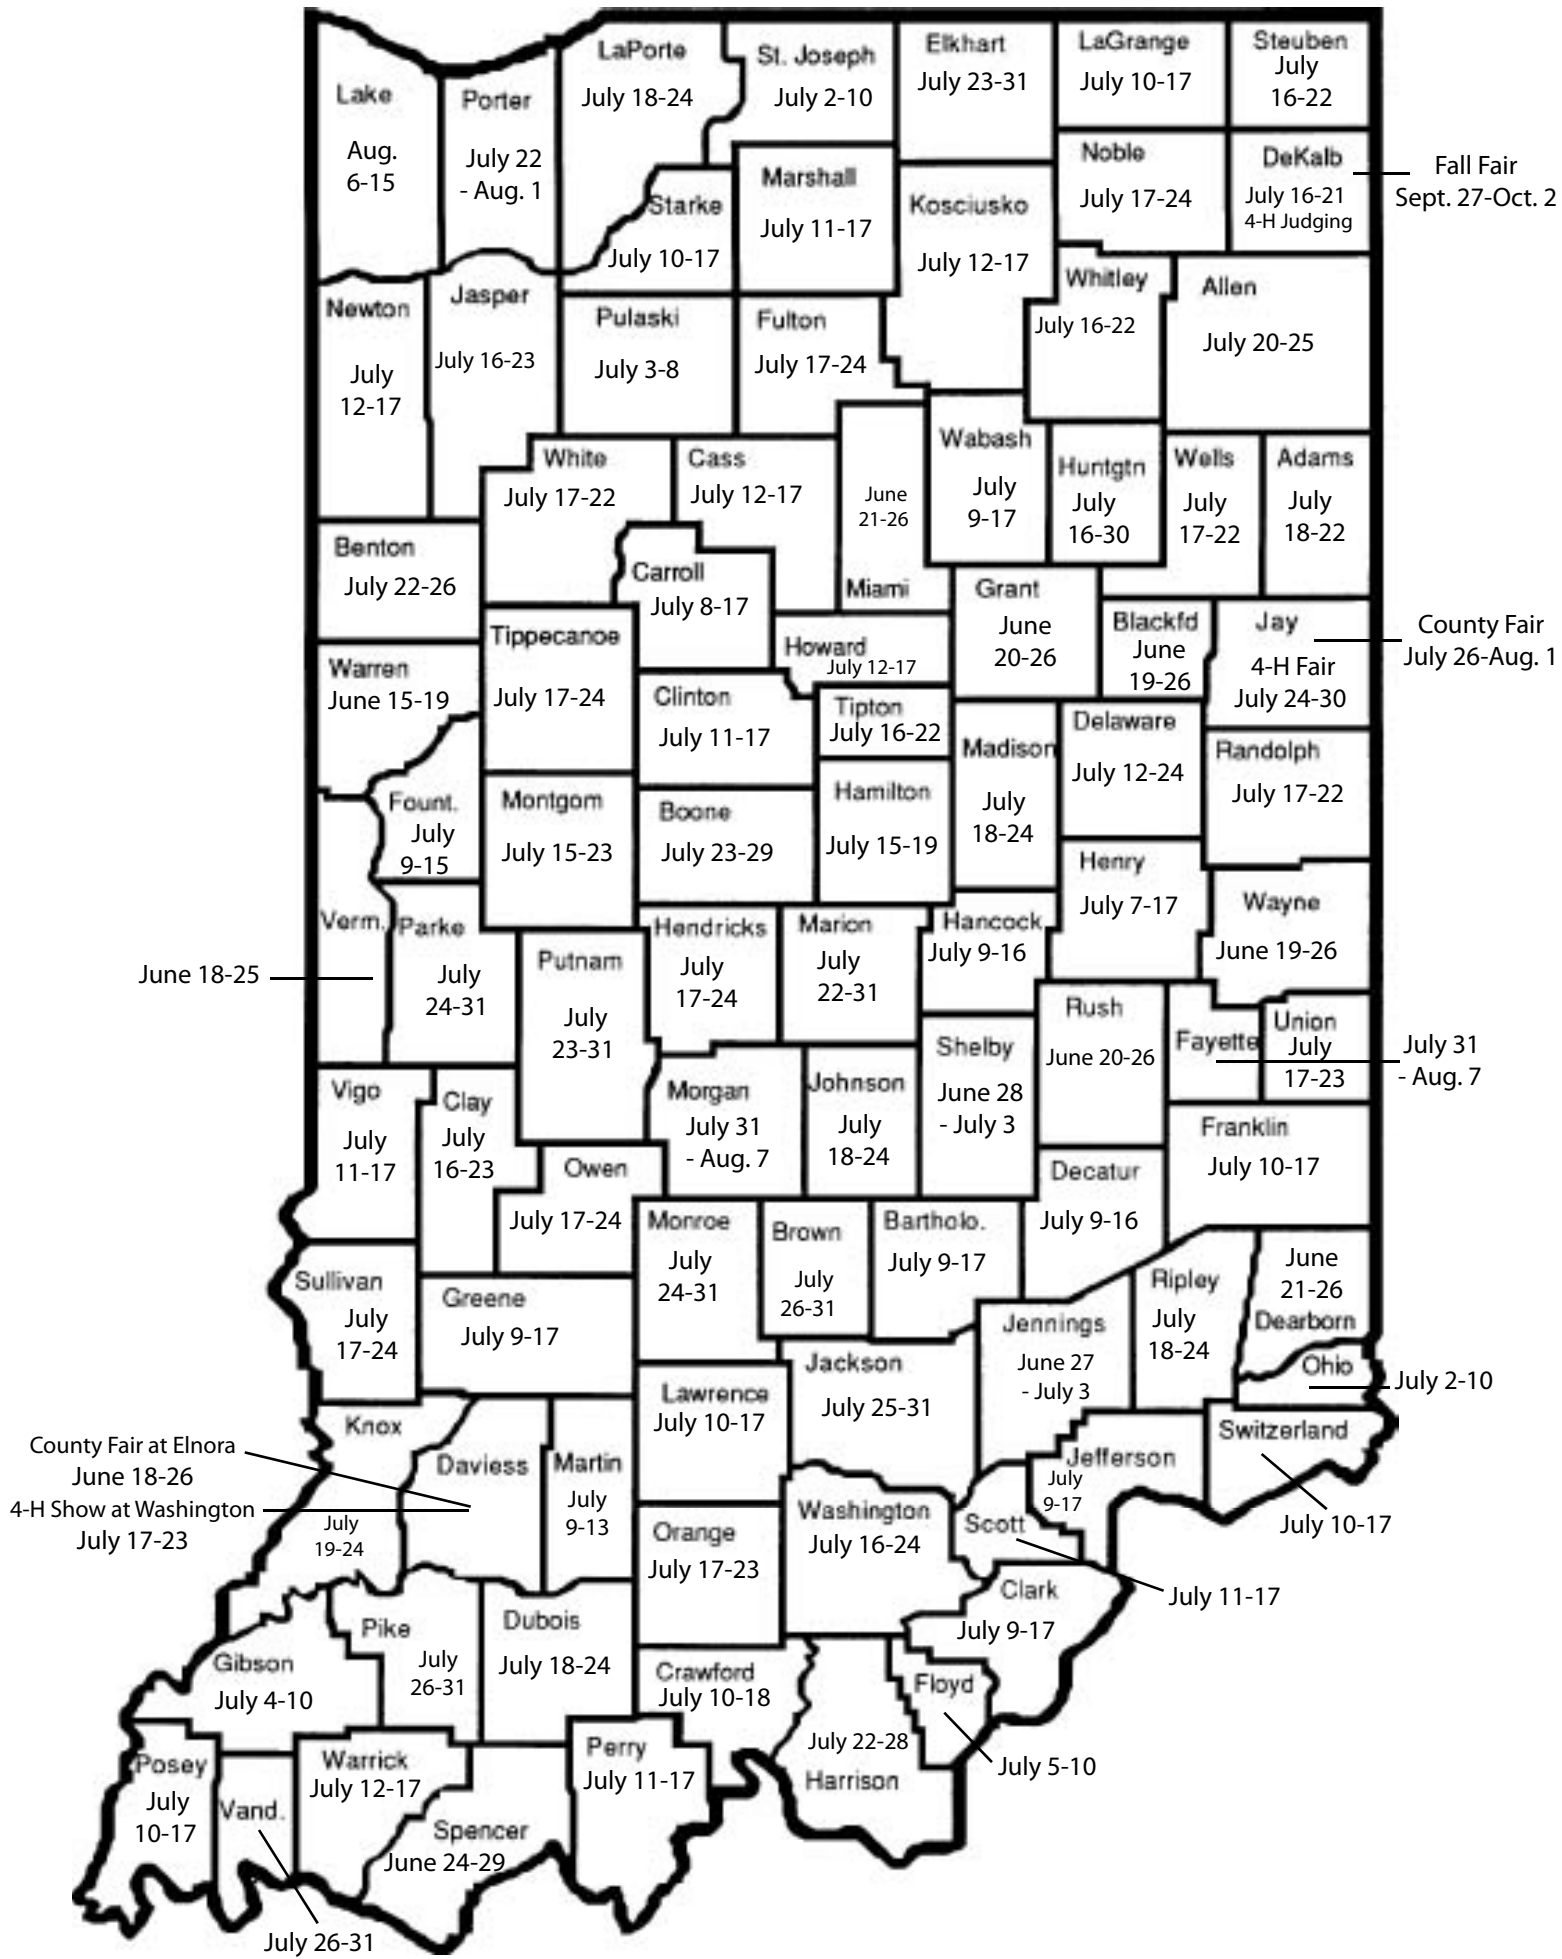 LaPorte
July 18-24
St. Joseph
July 2-10
Elkhart
July 23-31
LaGrange
July 10-17
Steuben
July
16-22
Lake
Aug.
6-15
Porter
July 22
- Aug. 1
Starke
July 10-17
Marshall
July 11-17
Kosciusko
July 12-17
Noble
July 17-24
DeKalb
July 16-21
4-H Judging
Fall Fair
Sept. 27-Oct. 2
Newton
July
12-17
Jasper
July 16-23
Pulaski
July 3-8
Fulton
July 17-24
Whitley
July 16-22
Allen
July 20-25
White
July 17-22
Cass
July 12-17
June
21-26
Miami
Wabash
July
9-17
Huntgtn
July
16-30
Wells
July
17-22
Adams
July
18-22
Benton
July 22-26
Carroll
July 8-17
Grant
June
20-26
Blackfd
June
19-26
Jay
4-H Fair
July 24-30
County Fair
July 26-Aug. 1
Warren
June 15-19
Tippecanoe
July 17-24
Howard
July 12-17
Clinton
July 11-17
Tipton
July 16-22
Madison
July
18-24
Delaware
July 12-24
Randolph
July 17-22
Fount.
July
9-15
Montgom
July 15-23
Boone
July 23-29
Hamilton
July 15-19
Henry
July 7-17
Wayne
June 19-26
Verm.
June 18-25
Parke
July
24-31
Putnam
July
23-31
Hendricks
July
17-24
Marion
July
22-31
Hancock
July 9-16
Rush
June 20-26
Fayette
July 31
- Aug. 7
Union
July
17-23
Vigo
July
11-17
Clay
July
16-23
Morgan
July 31
- Aug. 7
Johnson
July
18-24
Shelby
June 28
- July 3
Franklin
July 10-17
Owen
July 17-24
Decatur
July 9-16
Monroe
July
24-31
Brown
July
26-31
Bartholo.
July 9-17
Sullivan
July
17-24
Greene
July 9-17
Ripley
July
18-24
June
21-26
Dearborn
Jennings
June 27
- July 3
Ohio
July 2-10
Jackson
July 25-31
Lawrence
July 10-17
Knox
July
19-24
County Fair at Elnora
June 18-26
4-H Show at Washington
July 17-23
Daviess
Martin
July
9-13
Switzerland
July 10-17
Jefferson
July
9-17
Washington
July 16-24
Scott
July 11-17
Orange
July 17-23
Clark
July 9-17
Pike
July
26-31
Dubois
July 18-24
Gibson
July 4-10
Crawford
July 10-18
Floyd
July 5-10
July 22-28
Harrison
Posey
July
10-17
Vand.
July 26-31
Warrick
July 12-17
Perry
July 11-17
Spencer
June 24-29